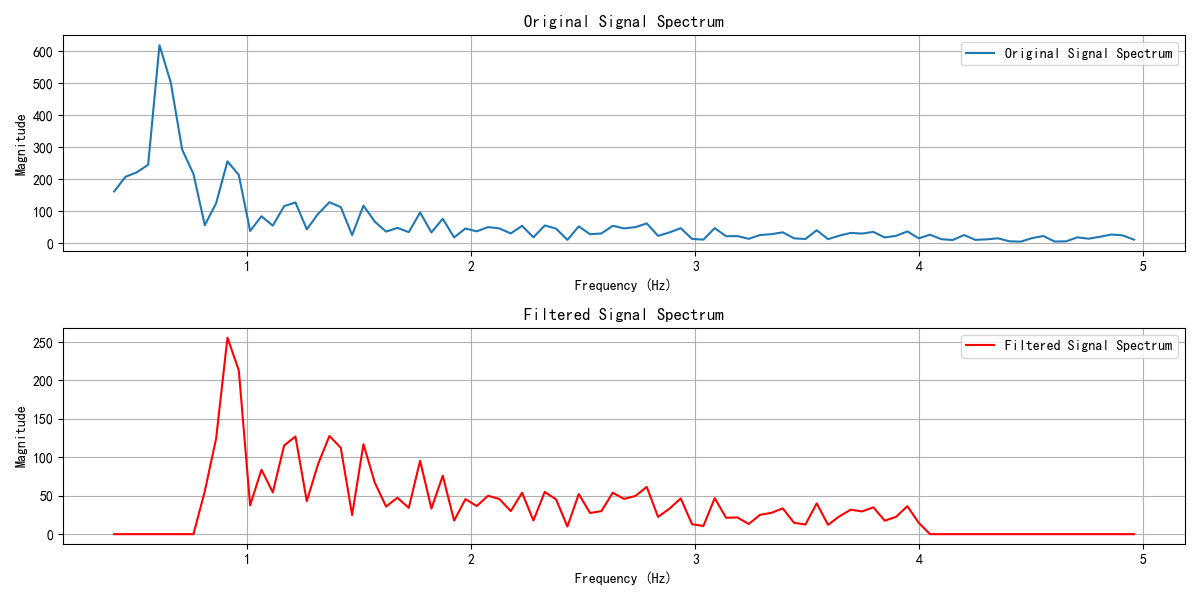 Original Signal Spectrum
Original Signal Spectrum
600
500
400
300
200
100
0
Magnitude
1
2
3
4
5
Frequency (Hz)
Filtered Signal Spectrum
Filtered Signal Spectrum
250
200
150
100
50
0
Magnitude
1
2
3
4
5
Frequency (Hz)